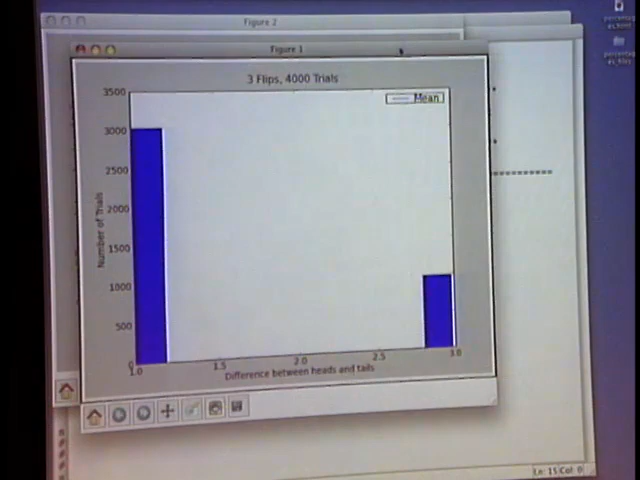 Figure 2
Figure 1
3 Flips, 4000 Trials
Mean
3500
3000
2500
2000
1500
1000
500
0
Number of Trials
1.0
1.5
2.0
2.5
3.0
Difference between heads and tails
Ln: 15 Col: 0